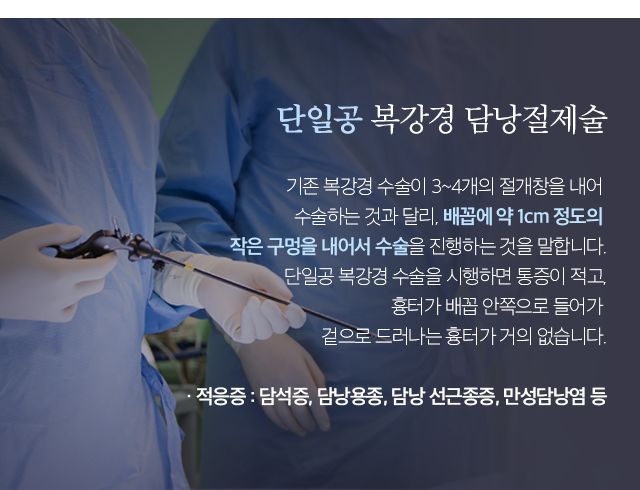 단일공 복강경 담낭절제술
기존 복강경 수술이 3~4개의 절개창을 내어
수술하는 것과 달리, 배꼽에 약 1cm 정도의
작은 구멍을 내어서 수술을 진행하는 것을 말합니다.
단일공 복강경 수술을 시행하면 통증이 적고,
흉터가 배꼽 안쪽으로 들어가
겉으로 드러나는 흉터가 거의 없습니다.
· 적응증 : 담석증, 담낭용종, 담낭 선근종증, 만성담낭염 등